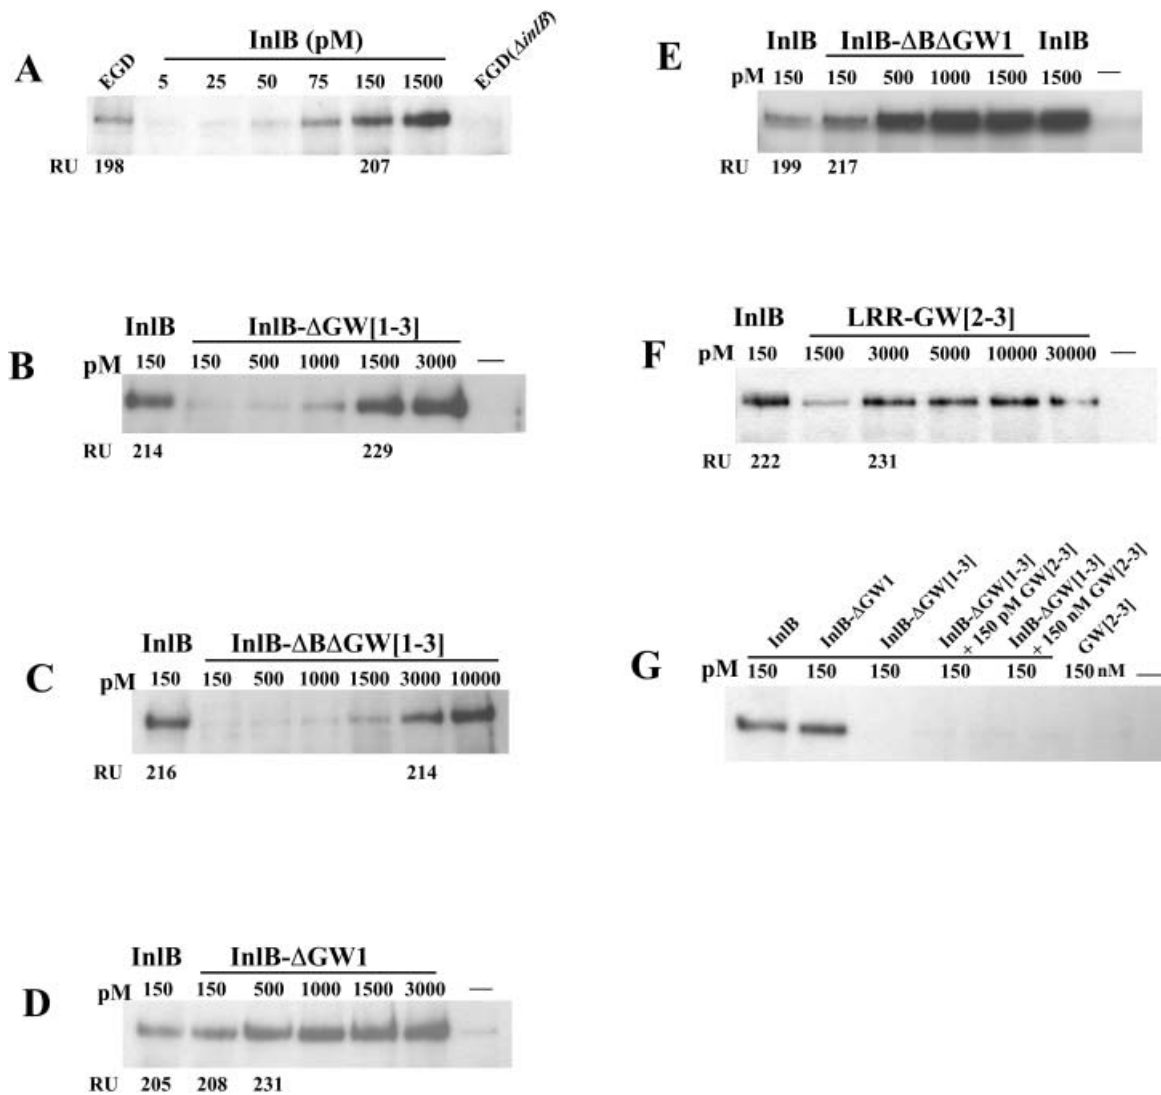 A
InlB (pM)
EGD 5 25 50 75 150 1500 EGD(ΔinlB)
RU 198 207
B
InlB InlB-ΔGW[1-3]
pM 150 150 500 1000 1500 3000 —
RU 214 229
C
InlB InlB-ΔBΔGW[1-3]
pM 150 150 500 1000 1500 3000 10000
RU 216 214
D
InlB InlB-ΔGW1
pM 150 150 500 1000 1500 3000 —
RU 205 208 231
E
InlB InlB-ΔBΔGW1 InlB
pM 150 150 500 1000 1500 1500 —
RU 199 217
F
InlB LRR-GW[2-3]
pM 150 1500 3000 5000 10000 30000 —
RU 222 231
G
InlB
InlB-ΔGW1
InlB-ΔGW[1-3]
InlB-ΔGW[1-3]
+ 150 pM GW[2-3]
InlB-ΔGW[1-3]
+ 150 nM GW[2-3]
GW[2-3]
pM 150 150 150 150 150 150 nM —